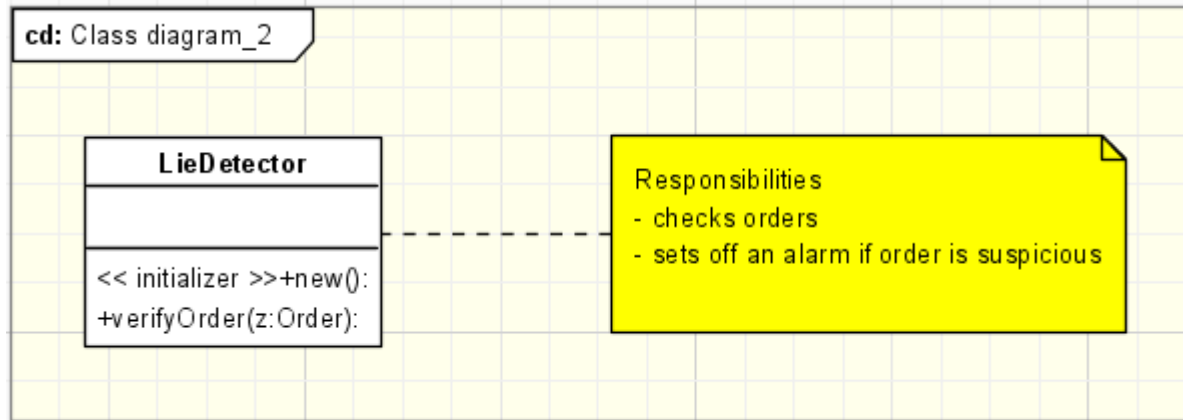 cd: Class diagram_2
LieDetector
<< initializer >>+new():
+verifyOrder(z:Order):
Responsibilities
- checks orders
- sets off an alarm if order is suspicious